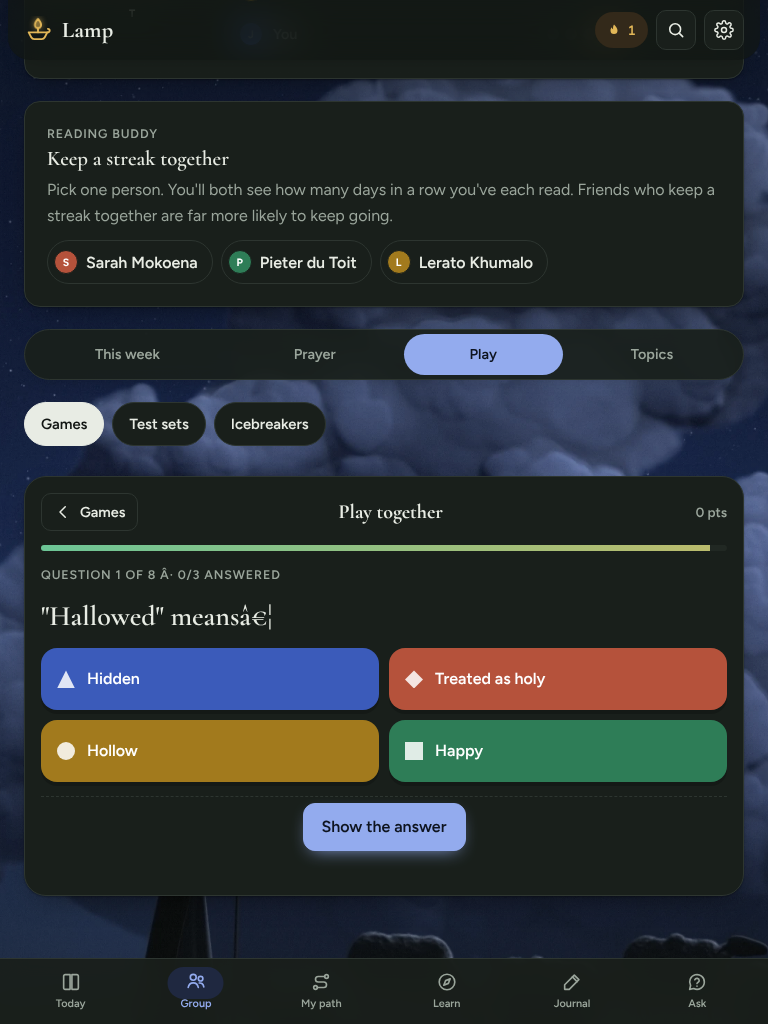 Lamp
1
You
READING BUDDY
Keep a streak together
Pick one person. You'll both see how many days in a row you've each read. Friends who keep a
streak together are far more likely to keep going.
S Sarah Mokoena
P Pieter du Toit
L Lerato Khumalo
This week
Prayer
Play
Topics
Games
Test sets
Icebreakers
Games
Play together
0 pts
QUESTION 1 OF 8 Â· 0/3 ANSWERED
"Hallowed" meansâ€¦
Hidden
Treated as holy
Hollow
Happy
Show the answer
Today
Group
My path
Learn
Journal
Ask